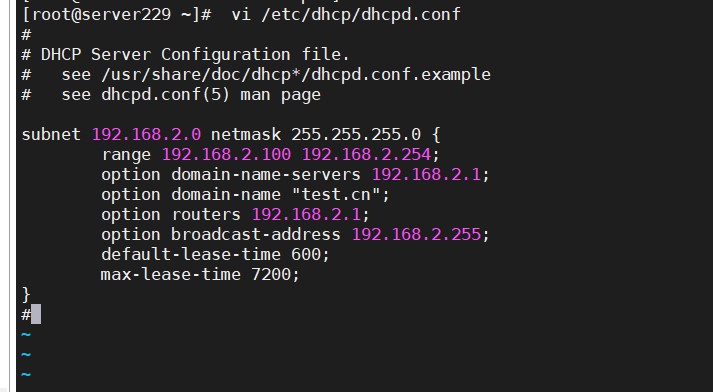 [root@server229 ~]#  vi /etc/dhcp/dhcpd.conf
#
# DHCP Server Configuration file.
#   see /usr/share/doc/dhcp*/dhcpd.conf.example
#   see dhcpd.conf(5) man page

subnet 192.168.2.0 netmask 255.255.255.0 {
        range 192.168.2.100 192.168.2.254;
        option domain-name-servers 192.168.2.1;
        option domain-name "test.cn";
        option routers 192.168.2.1;
        option broadcast-address 192.168.2.255;
        default-lease-time 600;
        max-lease-time 7200;
}
#
~
~
~